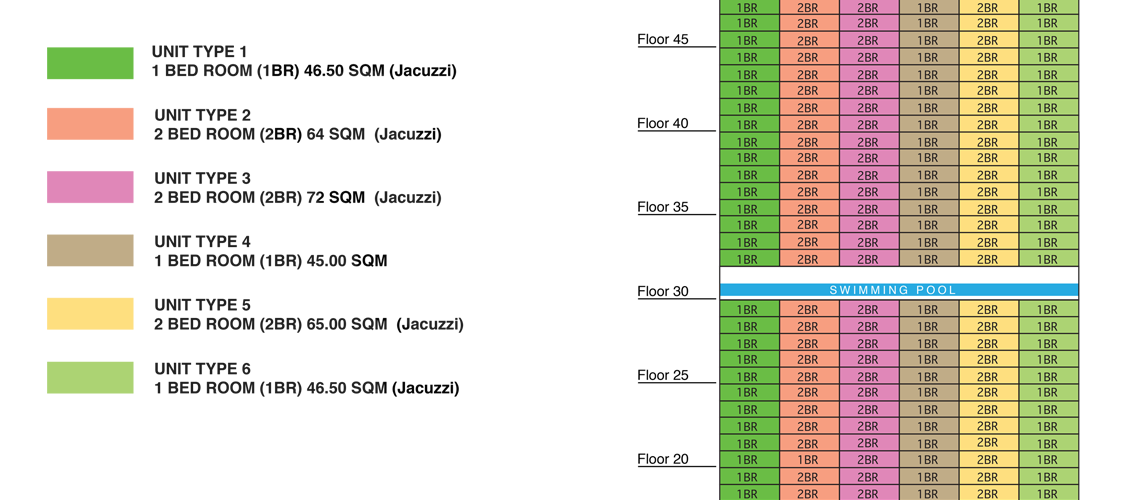 UNIT TYPE 1
1 BED ROOM (1BR) 46.50 SQM (Jacuzzi)
UNIT TYPE 2
2 BED ROOM (2BR) 64 SQM (Jacuzzi)
UNIT TYPE 3
2 BED ROOM (2BR) 72 SQM (Jacuzzi)
UNIT TYPE 4
1 BED ROOM (1BR) 45.00 SQM
UNIT TYPE 5
2 BED ROOM (2BR) 65.00 SQM (Jacuzzi)
UNIT TYPE 6
1 BED ROOM (1BR) 46.50 SQM (Jacuzzi)
1BR 2BR 2BR 1BR 2BR 1BR
1BR 2BR 2BR 1BR 2BR 1BR
Floor 45 1BR 2BR 2BR 1BR 2BR 1BR
1BR 2BR 2BR 1BR 2BR 1BR
1BR 2BR 2BR 1BR 2BR 1BR
1BR 2BR 2BR 1BR 2BR 1BR
1BR 2BR 2BR 1BR 2BR 1BR
Floor 40 1BR 2BR 2BR 1BR 2BR 1BR
1BR 2BR 2BR 1BR 2BR 1BR
1BR 2BR 2BR 1BR 2BR 1BR
1BR 2BR 2BR 1BR 2BR 1BR
1BR 2BR 2BR 1BR 2BR 1BR
Floor 35 1BR 2BR 2BR 1BR 2BR 1BR
1BR 2BR 2BR 1BR 2BR 1BR
1BR 2BR 2BR 1BR 2BR 1BR
1BR 2BR 2BR 1BR 2BR 1BR
Floor 30 SWIMMING POOL
1BR 2BR 2BR 1BR 2BR 1BR
1BR 2BR 2BR 1BR 2BR 1BR
1BR 2BR 2BR 1BR 2BR 1BR
1BR 2BR 2BR 1BR 2BR 1BR
Floor 25 1BR 2BR 2BR 1BR 2BR 1BR
1BR 2BR 2BR 1BR 2BR 1BR
1BR 2BR 2BR 1BR 2BR 1BR
1BR 2BR 2BR 1BR 2BR 1BR
1BR 2BR 2BR 1BR 2BR 1BR
Floor 20 1BR 1BR 2BR 1BR 2BR 1BR
1BR 2BR 2BR 1BR 2BR 1BR
1BR 2BR 2BR 1BR 2BR 1BR